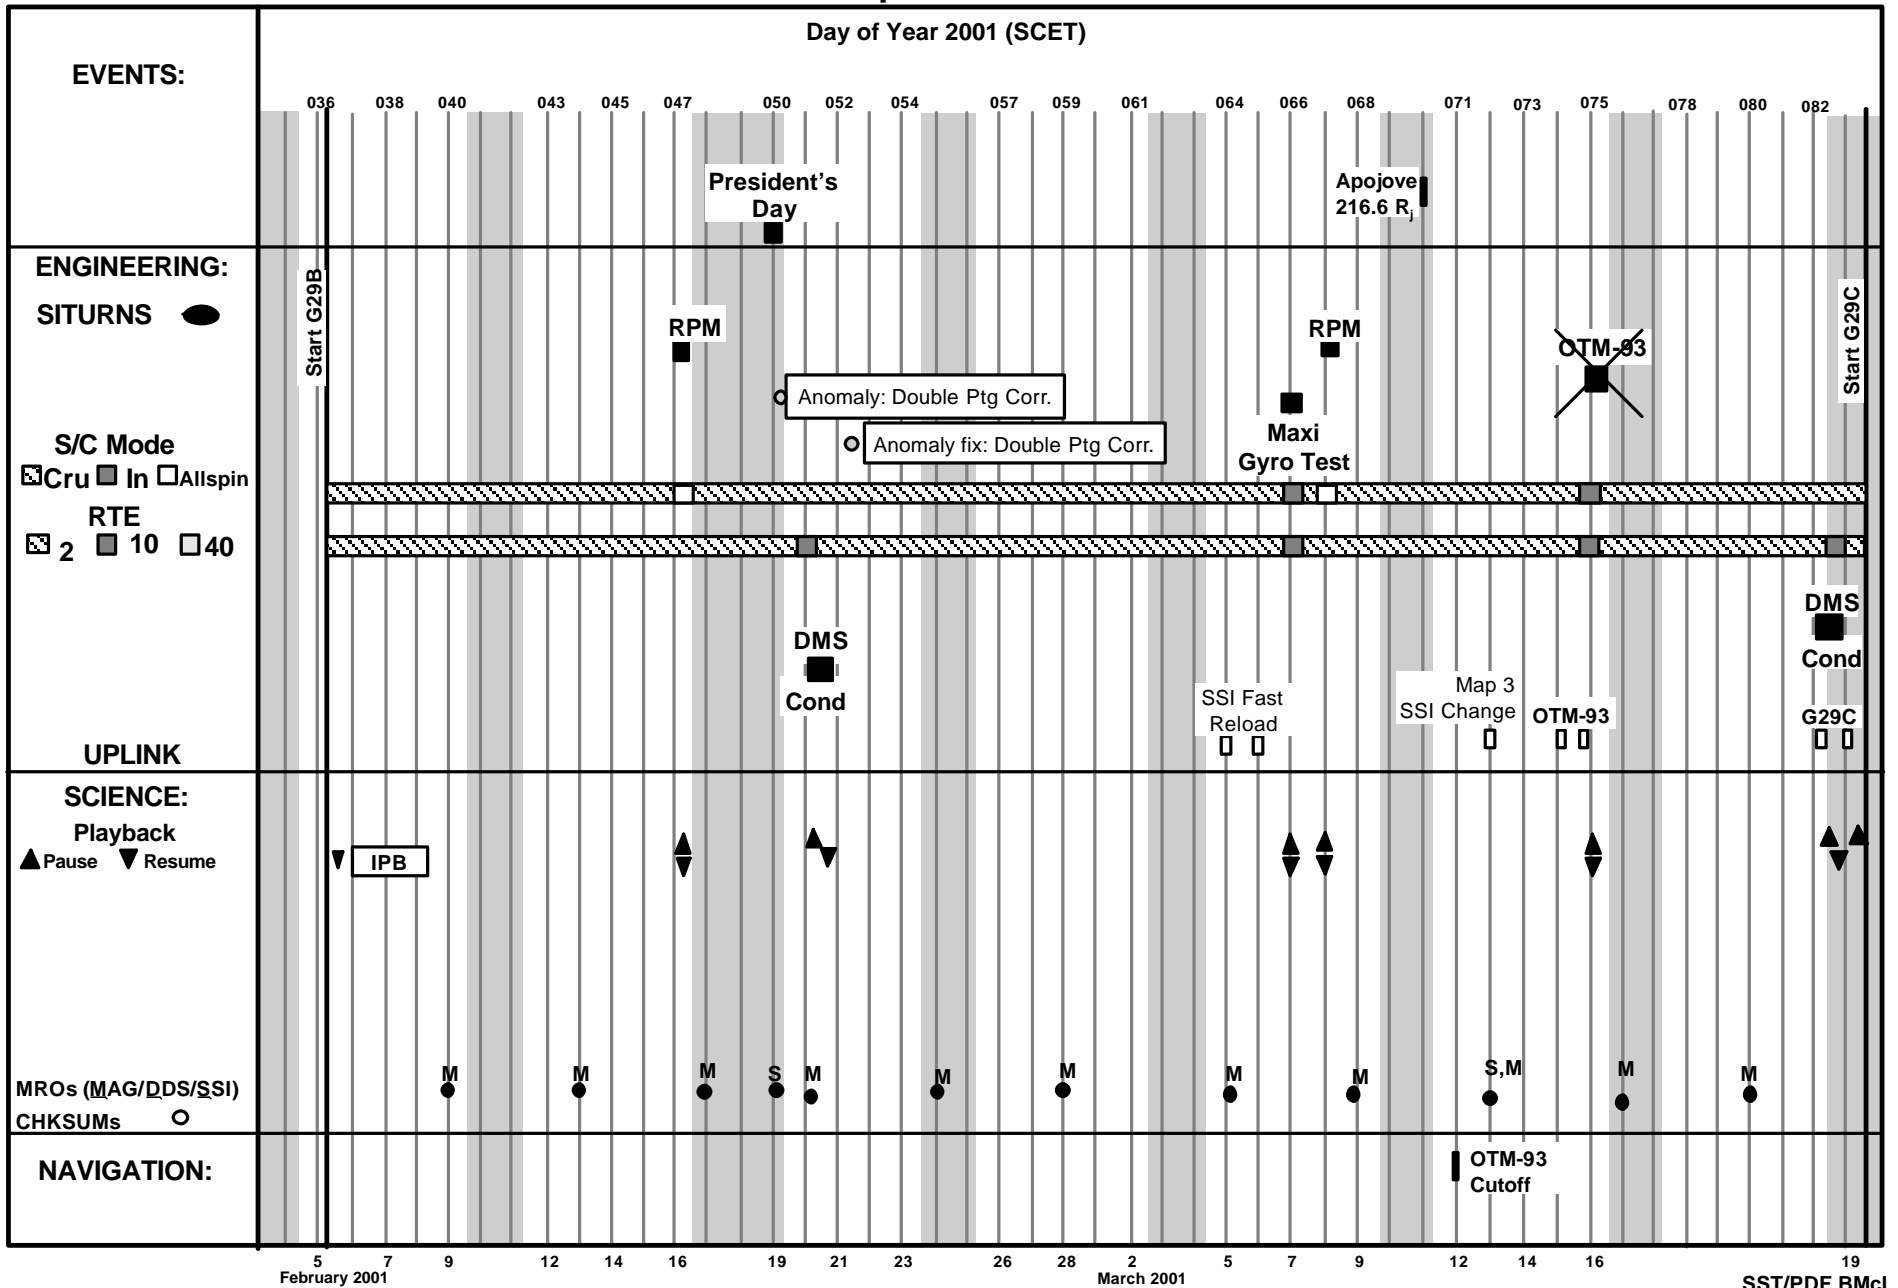 Day of Year 2001 (SCET)
EVENTS:
036 038 040 043 045 047 050 052 054 057 059 061 064 066 068 071 073 075 078 080 082
President's
Day
Apojove
216.6 Rj
ENGINEERING:
SITURNS
Start G29B
RPM
RPM
OTM-93
Start G29C
Anomaly: Double Ptg Corr.
Anomaly fix: Double Ptg Corr.
Maxi
Gyro Test
S/C Mode
Cru In Allspin
RTE
2 10 40
DMS
Cond
DMS
Cond
SSI Fast
Reload
Map 3
SSI Change
OTM-93
G29C
UPLINK
SCIENCE:
Playback
Pause Resume
IPB
M M M S M M M M M S,M M M
MROs (MAG/DDS/SSI)
CHKSUMs
NAVIGATION:
OTM-93
Cutoff
5 7 9 12 14 16 19 21 23 26 28 2 5 7 9 12 14 16 19
February 2001 March 2001
SST/PDF